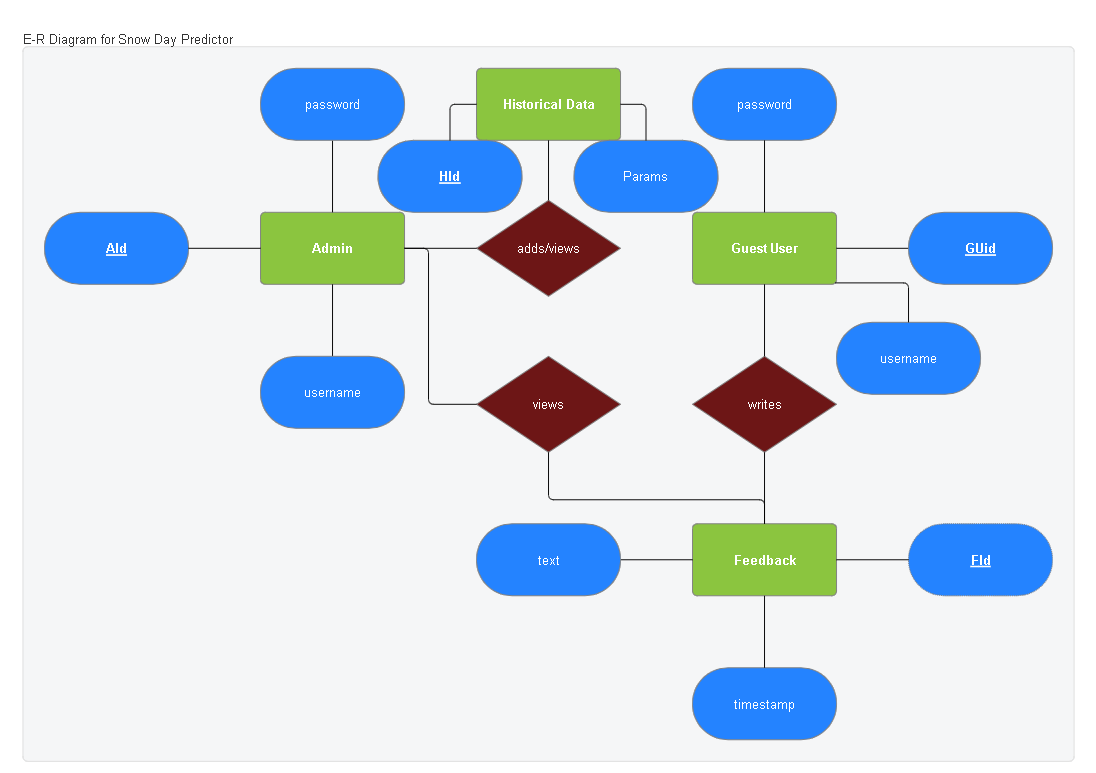 E-R Diagram for Snow Day Predictor
password
Historical Data
password
HId
Params
AId
Admin
adds/views
Guest User
GUid
username
username
views
writes
text
Feedback
FId
timestamp